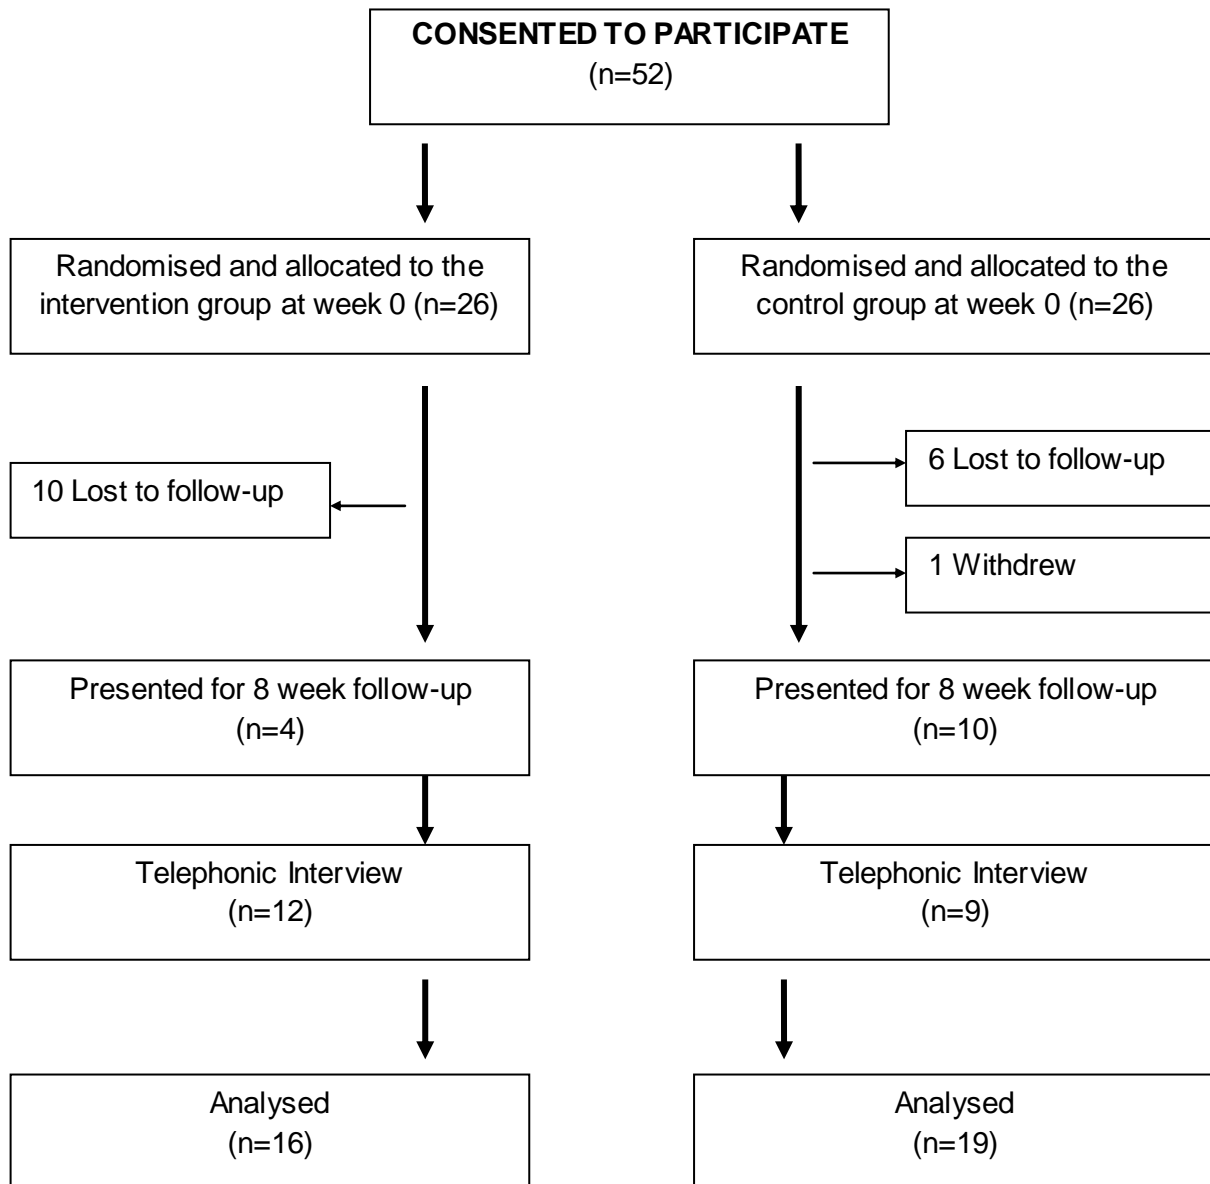 CONSENTED TO PARTICIPATE
(n=52)
Randomised and allocated to the
intervention group at week 0 (n=26)
Randomised and allocated to the
control group at week 0 (n=26)
10 Lost to follow-up
6 Lost to follow-up
1 Withdrew
Presented for 8 week follow-up
(n=4)
Presented for 8 week follow-up
(n=10)
Telephonic Interview
(n=12)
Telephonic Interview
(n=9)
Analysed
(n=16)
Analysed
(n=19)